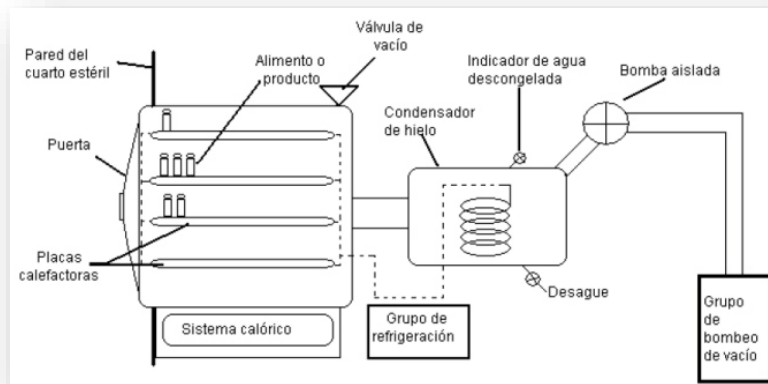 Pared del
cuarto estéril
Alimento o
producto
Válvula de
vacío
Indicador de agua
descongelada
Bomba aislada
Condensador
de hielo
Puerta
Placas
calefactoras
Desague
Grupo
de
bombeo
de vacío
Sistema calórico
Grupo de
refrigeración